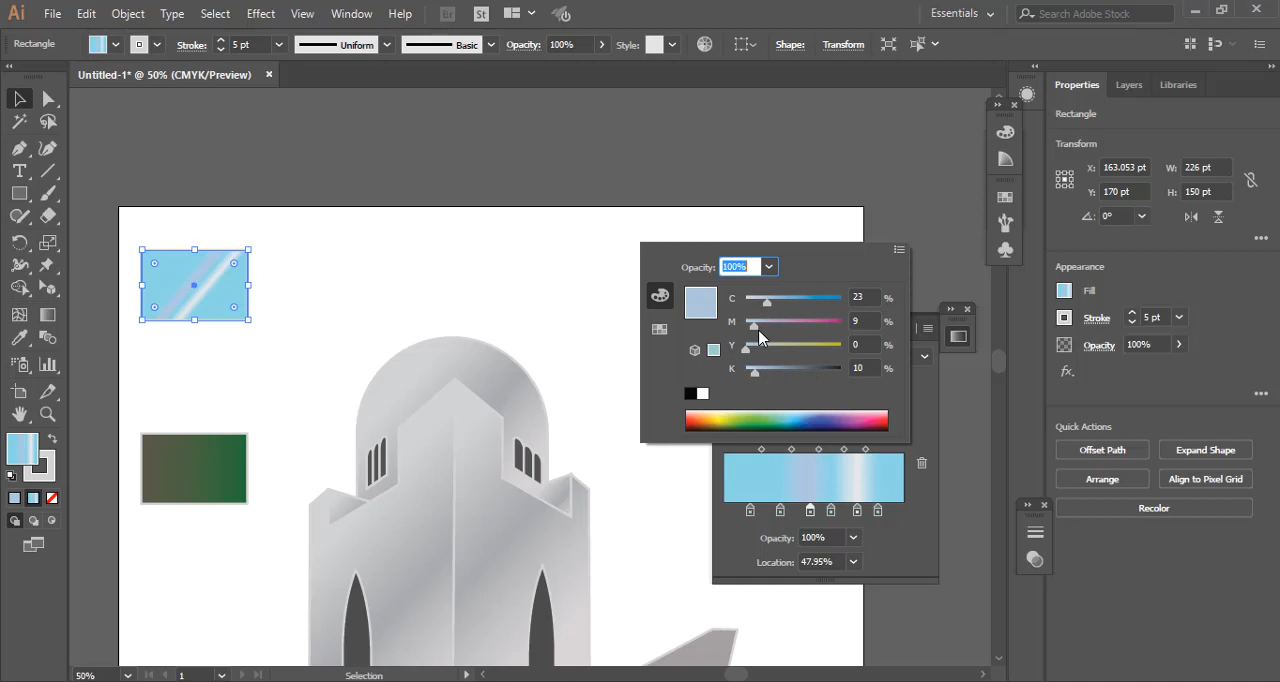 Ai File Edit Object Type Select Effect View Window Help Br St Essentials Search Adobe Stock
Rectangle Stroke: 5 pt Uniform Basic Opacity: 100% Style: Shape: Transform
Untitled-1* @ 50% (CMYK/Preview)
Properties Layers Libraries
Rectangle
Transform
X: 163.053 pt W: 226 pt
Y: 170 pt H: 150 pt
0°
Appearance
Fill
Stroke 5 pt
Opacity 100%
fx.
Quick Actions
Offset Path Expand Shape
Arrange Align to Pixel Grid
Recolor
Opacity: 100%
C 23 %
M 9 %
Y 0 %
K 10 %
Opacity: 100%
Location: 47.95%
50% 1 Selection